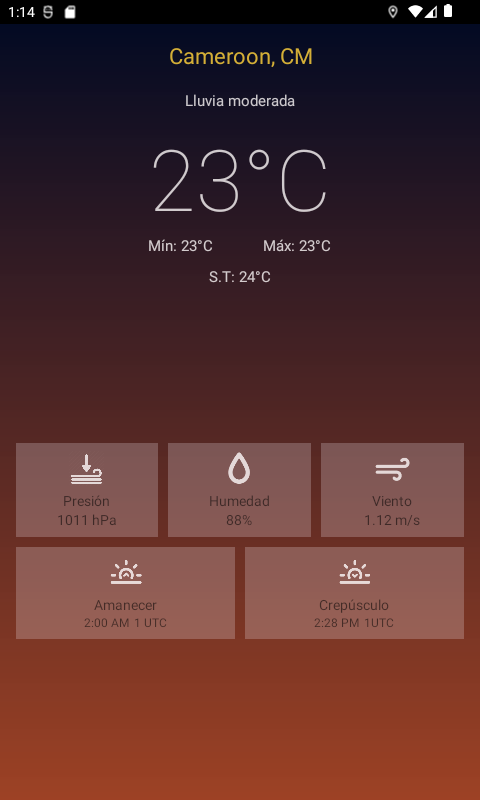 1:14
Cameroon, CM
Lluvia moderada
23°C
Mín: 23°C Máx: 23°C
S.T: 24°C
Presión Humedad Viento
1011 hPa 88% 1.12 m/s
Amanecer Crepúsculo
2:00 AM 1 UTC 2:28 PM 1UTC